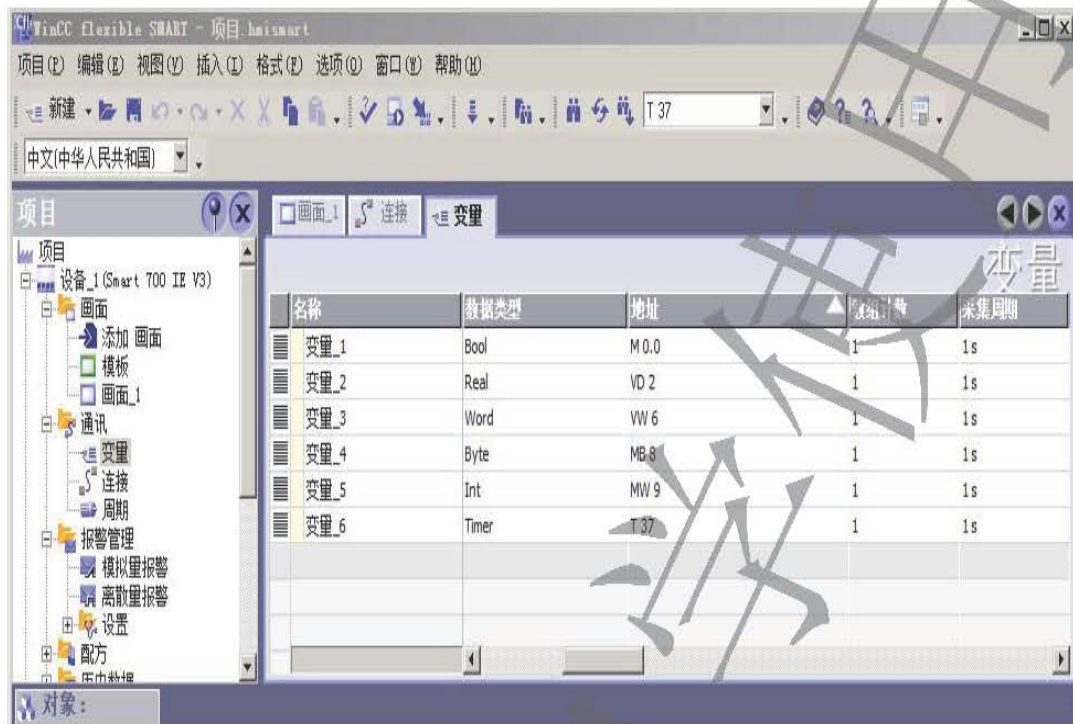 WinCC flexible SMART - 项目.hmismart
项目(P) 编辑(E) 视图(V) 插入(I) 格式(F) 选项(O) 窗口(W) 帮助(H)
新建 T 37
中文(中华人民共和国)
项目
画面_1 连接 变量
变量
项目
设备_1(Smart 700 IE V3)
画面
添加 画面
模板
画面_1
通讯
变量
连接
周期
报警管理
模拟量报警
离散量报警
设置
配方
历史数据
名称 数据类型 地址 数组计数 采集周期
变量_1 Bool M 0.0 1 1 s
变量_2 Real VD 2 1 1 s
变量_3 Word VW 6 1 1 s
变量_4 Byte MB 8 1 1 s
变量_5 Int MW 9 1 1 s
变量_6 Timer T 37 1 1 s
对象：